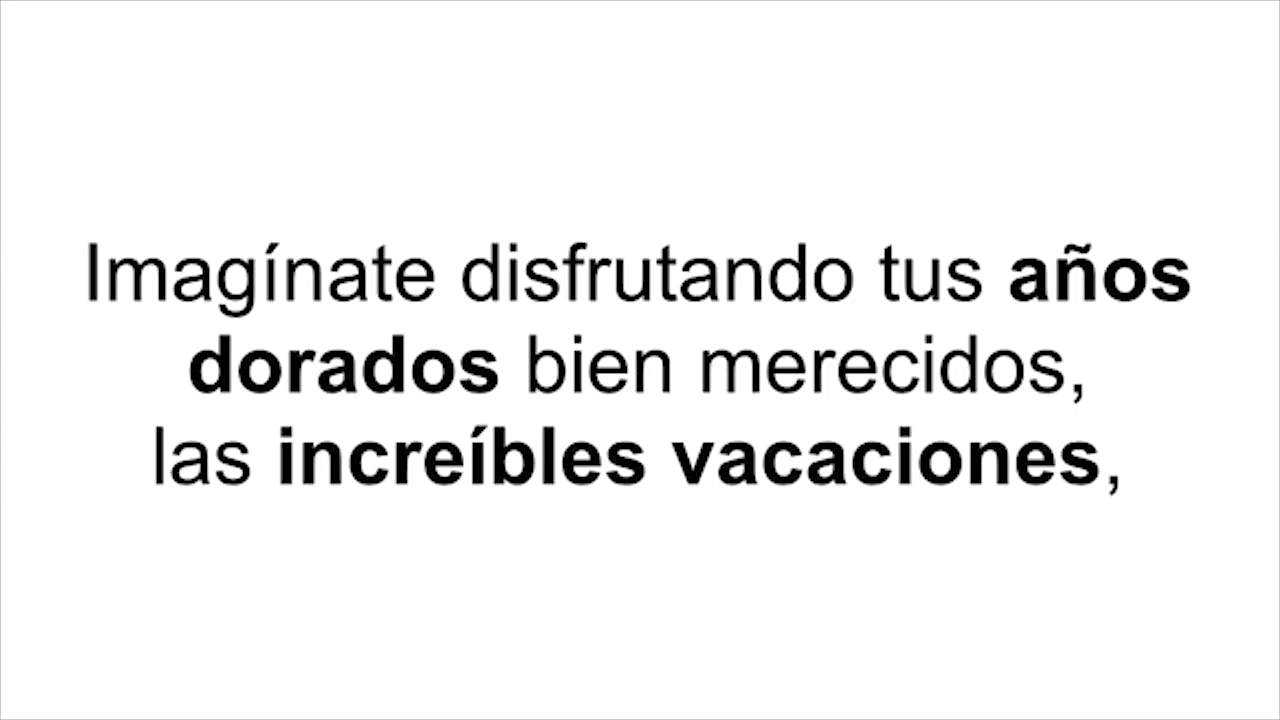 Imagínate disfrutando tus años
dorados bien merecidos,
las increíbles vacaciones,